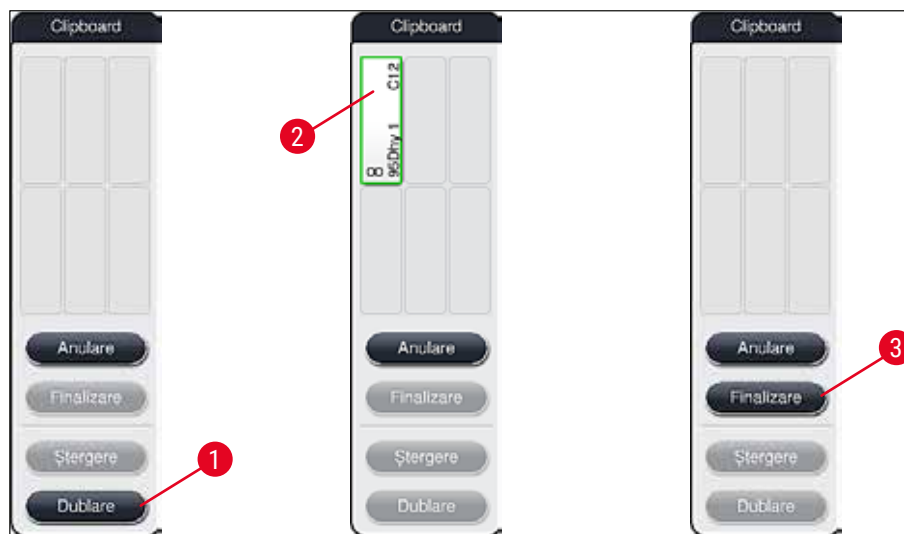 Clipboard
Anulare
Finalizare
Ștergere
Dublare
1
Clipboard
C12
95Dhy 1
8
2
Anulare
Finalizare
Ștergere
Dublare
Clipboard
Anulare
Finalizare
3
Ștergere
Dublare